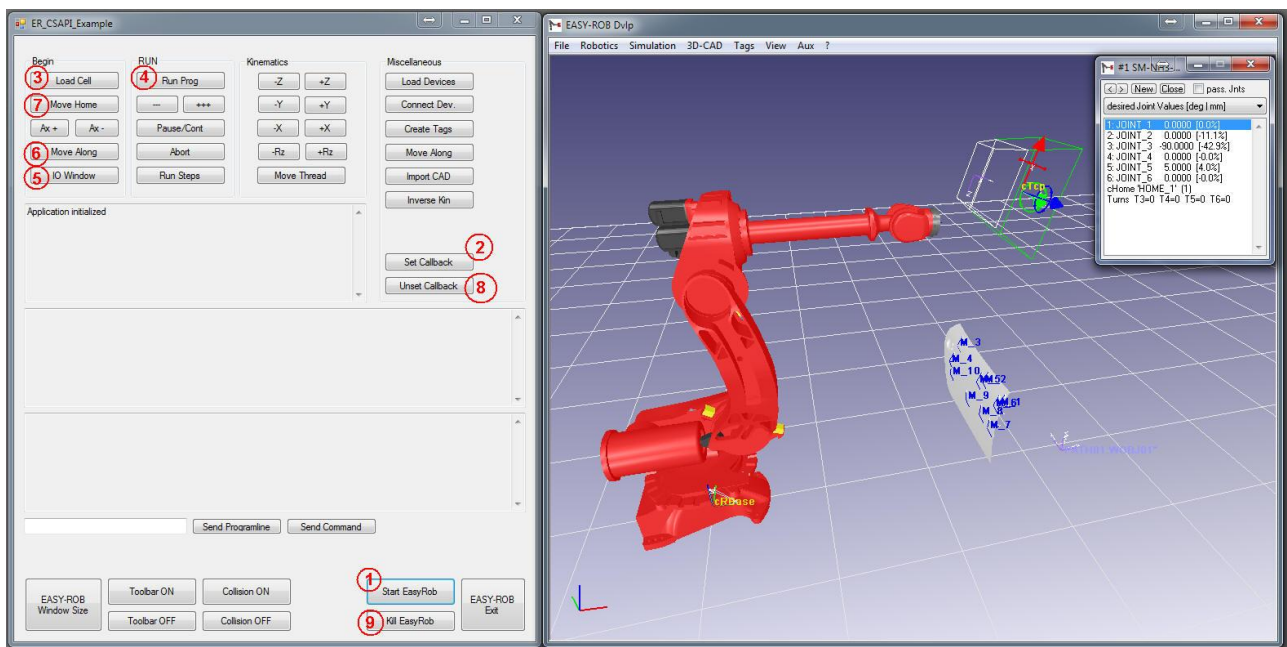 ER_CSAPI_Example
Begin
RUN
Kinematics
Miscellaneous
3 Load Cell
4 Run Prog
-Z +Z
Load Devices
7 Move Home
--- +++
-Y +Y
Connect Dev.
Ax + Ax -
Pause/Cont
-X +X
Create Tags
6 Move Along
Abort
-Rz +Rz
Move Along
5 IO Window
Run Steps
Move Thread
Import CAD
Inverse Kin
Application initialized
2
Set Callback
Unset Callback 8
Send Programline Send Command
EASY-ROB
Window Size
Toolbar ON
Collision ON
1
Start EasyRob
EASY-ROB
Exit
Toolbar OFF
Collision OFF
9 Kill EasyRob
EASY-ROB Dvlp
File Robotics Simulation 3D-CAD Tags View Aux ?
< > New Close pass. Jnts
desired Joint Values [deg | mm]
1: JOINT_1 0.0000 [0.0%]
2: JOINT_2 0.0000 [-11.1%]
3: JOINT_3 -90.0000 [-42.9%]
4: JOINT_4 0.0000 [-0.0%]
5: JOINT_5 5.0000 [4.0%]
6: JOINT_6 0.0000 [-0.0%]
cHome 'HOME_1' (1)
Turns T3=0 T4=0 T5=0 T6=0
cTcp
M_3
M_4
M_10
M_9
M_8
M_7
cRBase